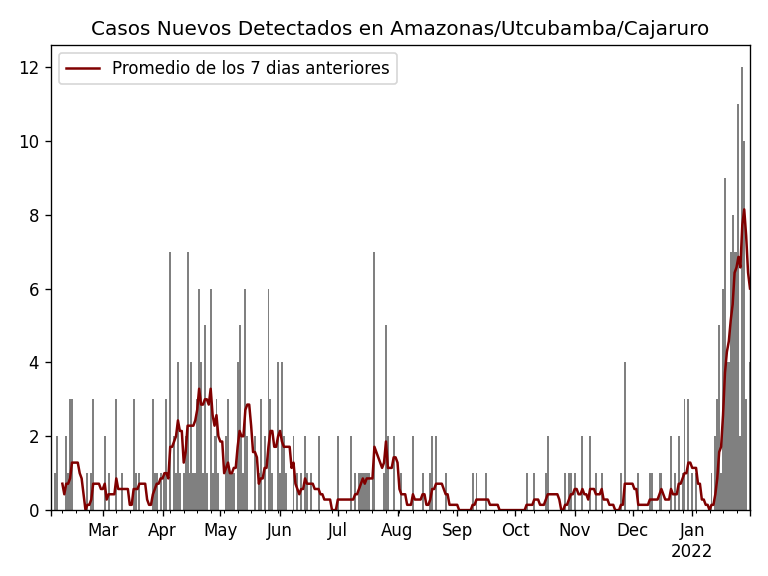 Casos Nuevos Detectados en Amazonas/Utcubamba/Cajaruro
Promedio de los 7 dias anteriores
12
10
8
6
4
2
0
Mar Apr May Jun Jul Aug Sep Oct Nov Dec Jan
2022